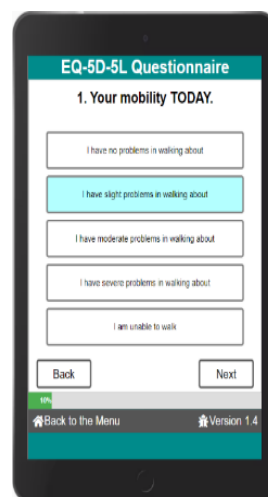 EQ-5D-5L Questionnaire
1. Your mobility TODAY.
I have no problems in walking about
I have slight problems in walking about
I have moderate problems in walking about
I have severe problems in walking about
I am unable to walk
Back Next
10%
Back to the Menu Version 1.4